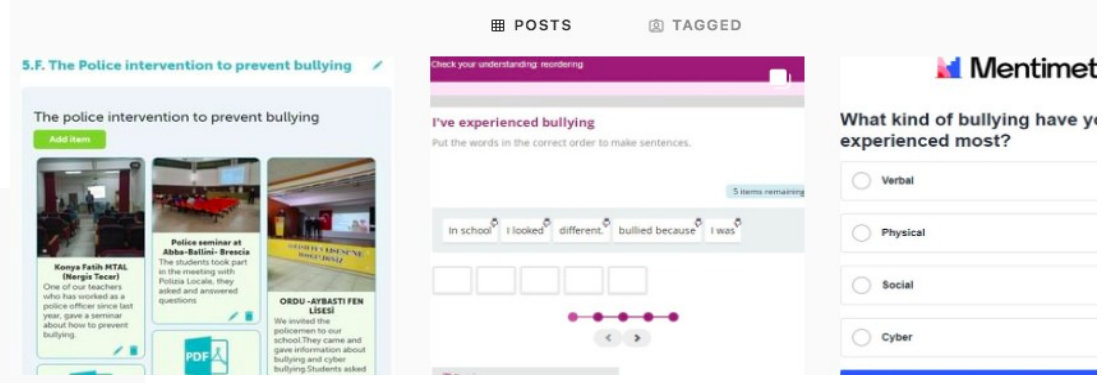 POSTS
TAGGED
5.F. The Police intervention to prevent bullying
The police intervention to prevent bullying
Add item
Konya Fatih MTAL
(Nergis Tecer)
One of our teachers
who has worked as a
police officer since last
year, gave a seminar
about how to prevent
bullying.
Police seminar at
Abba-Ballini- Brescia
The students took part
in the meeting with
Polizia Locale, they
asked and answered
questions
PDF
ORDU -AYBASTI FEN
LİSESİ
We invited the
policemen to our
school.They came and
gave information about
bullying and cyber
bullying.Students asked
Check your understanding: reordering
I've experienced bullying
Put the words in the correct order to make sentences.
5 items remaining
In school
I looked
different.
bullied because
I was
Mentimet
What kind of bullying have yo
experienced most?
Verbal
Physical
Social
Cyber